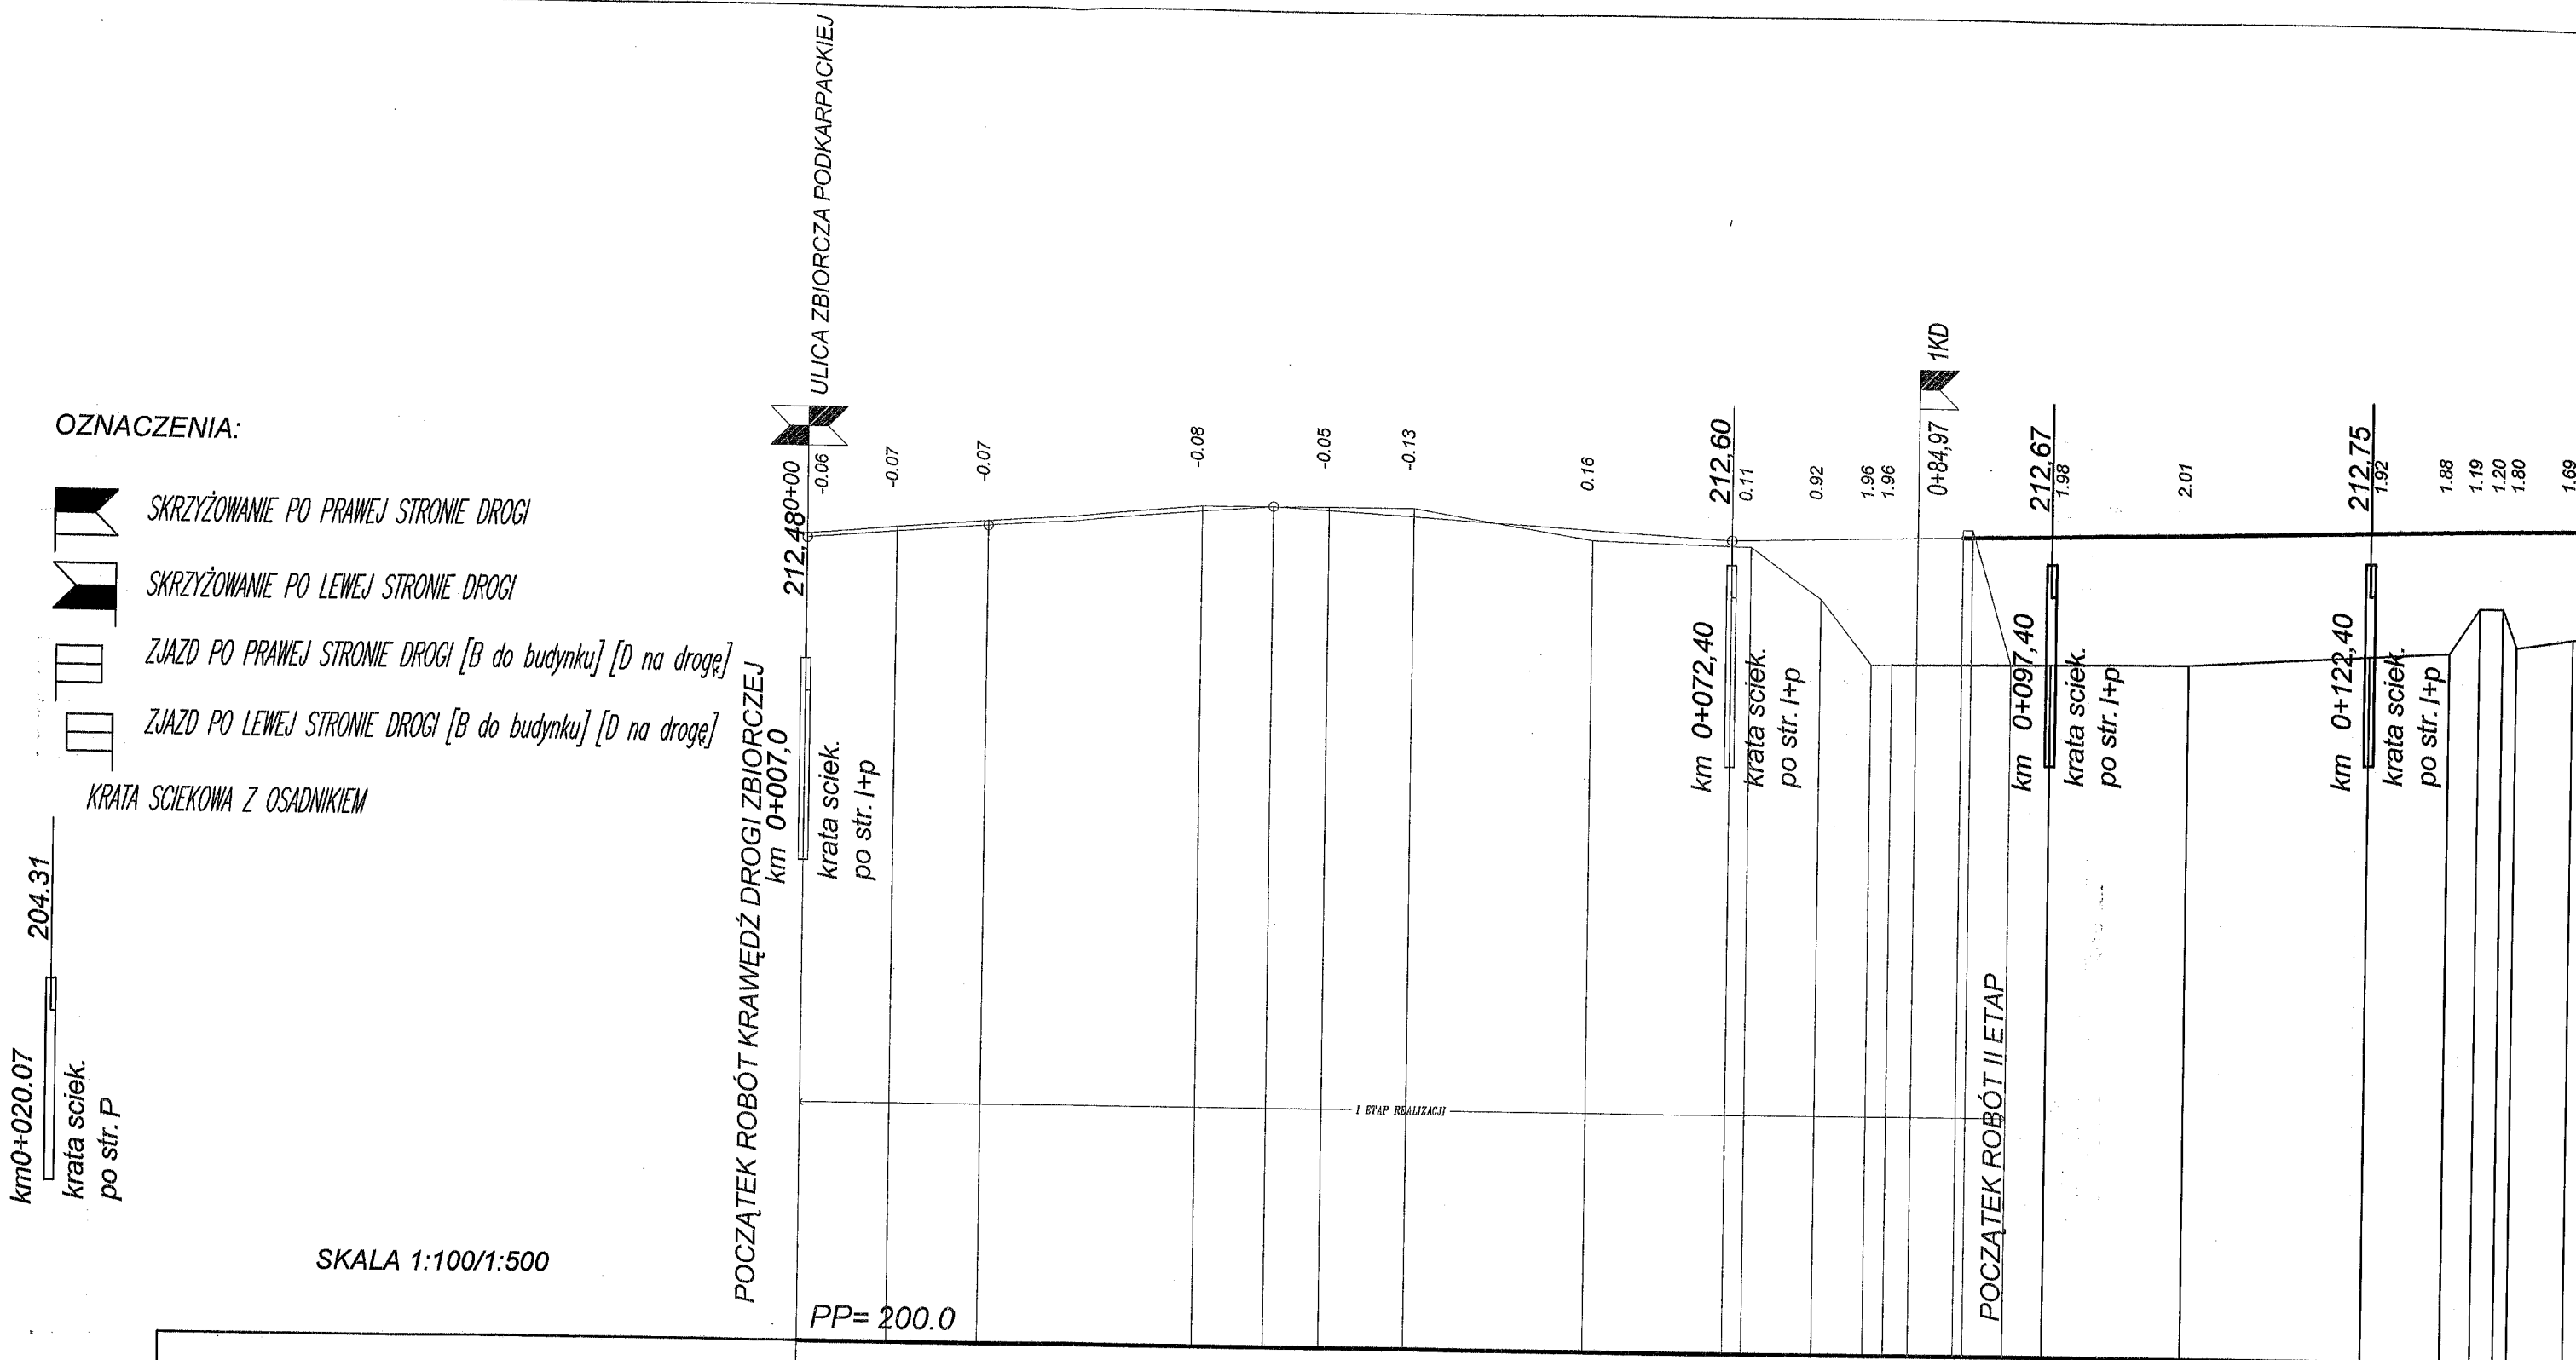 OZNACZENIA:
SKRZYŻOWANIE PO PRAWEJ STRONIE DROGI
SKRZYŻOWANIE PO LEWEJ STRONIE DROGI
ZJAZD PO PRAWEJ STRONIE DROGI [B do budynku] [D na drogę]
ZJAZD PO LEWEJ STRONIE DROGI [B do budynku] [D na drogę]
KRATA SCIEKOWA Z OSADNIKIEM
km0+020.07
204.31
krata sciek.
po str. P
SKALA 1:100/1:500
POCZĄTEK ROBÓT KRAWĘDŹ DROGI ZBIORCZEJ
km 0+007,0
212,48
0+00
ULICA ZBIORCZA PODKARPACKIEJ
krata sciek.
po str. l+p
-0.06
-0.07
-0.07
-0.08
-0.05
-0.13
0.16
212,60
0.11
km 0+072,40
krata sciek.
po str. l+p
0.92
1.96
1.96
0+84,97
1KD
POCZĄTEK ROBÓT II ETAP
212,67
1.98
km 0+097,40
krata sciek.
po str. l+p
2.01
212,75
1.92
km 0+122,40
krata sciek.
po str. l+p
1.88
1.19
1.20
1.80
1.69
I ETAP REALIZACJI
PP= 200.0